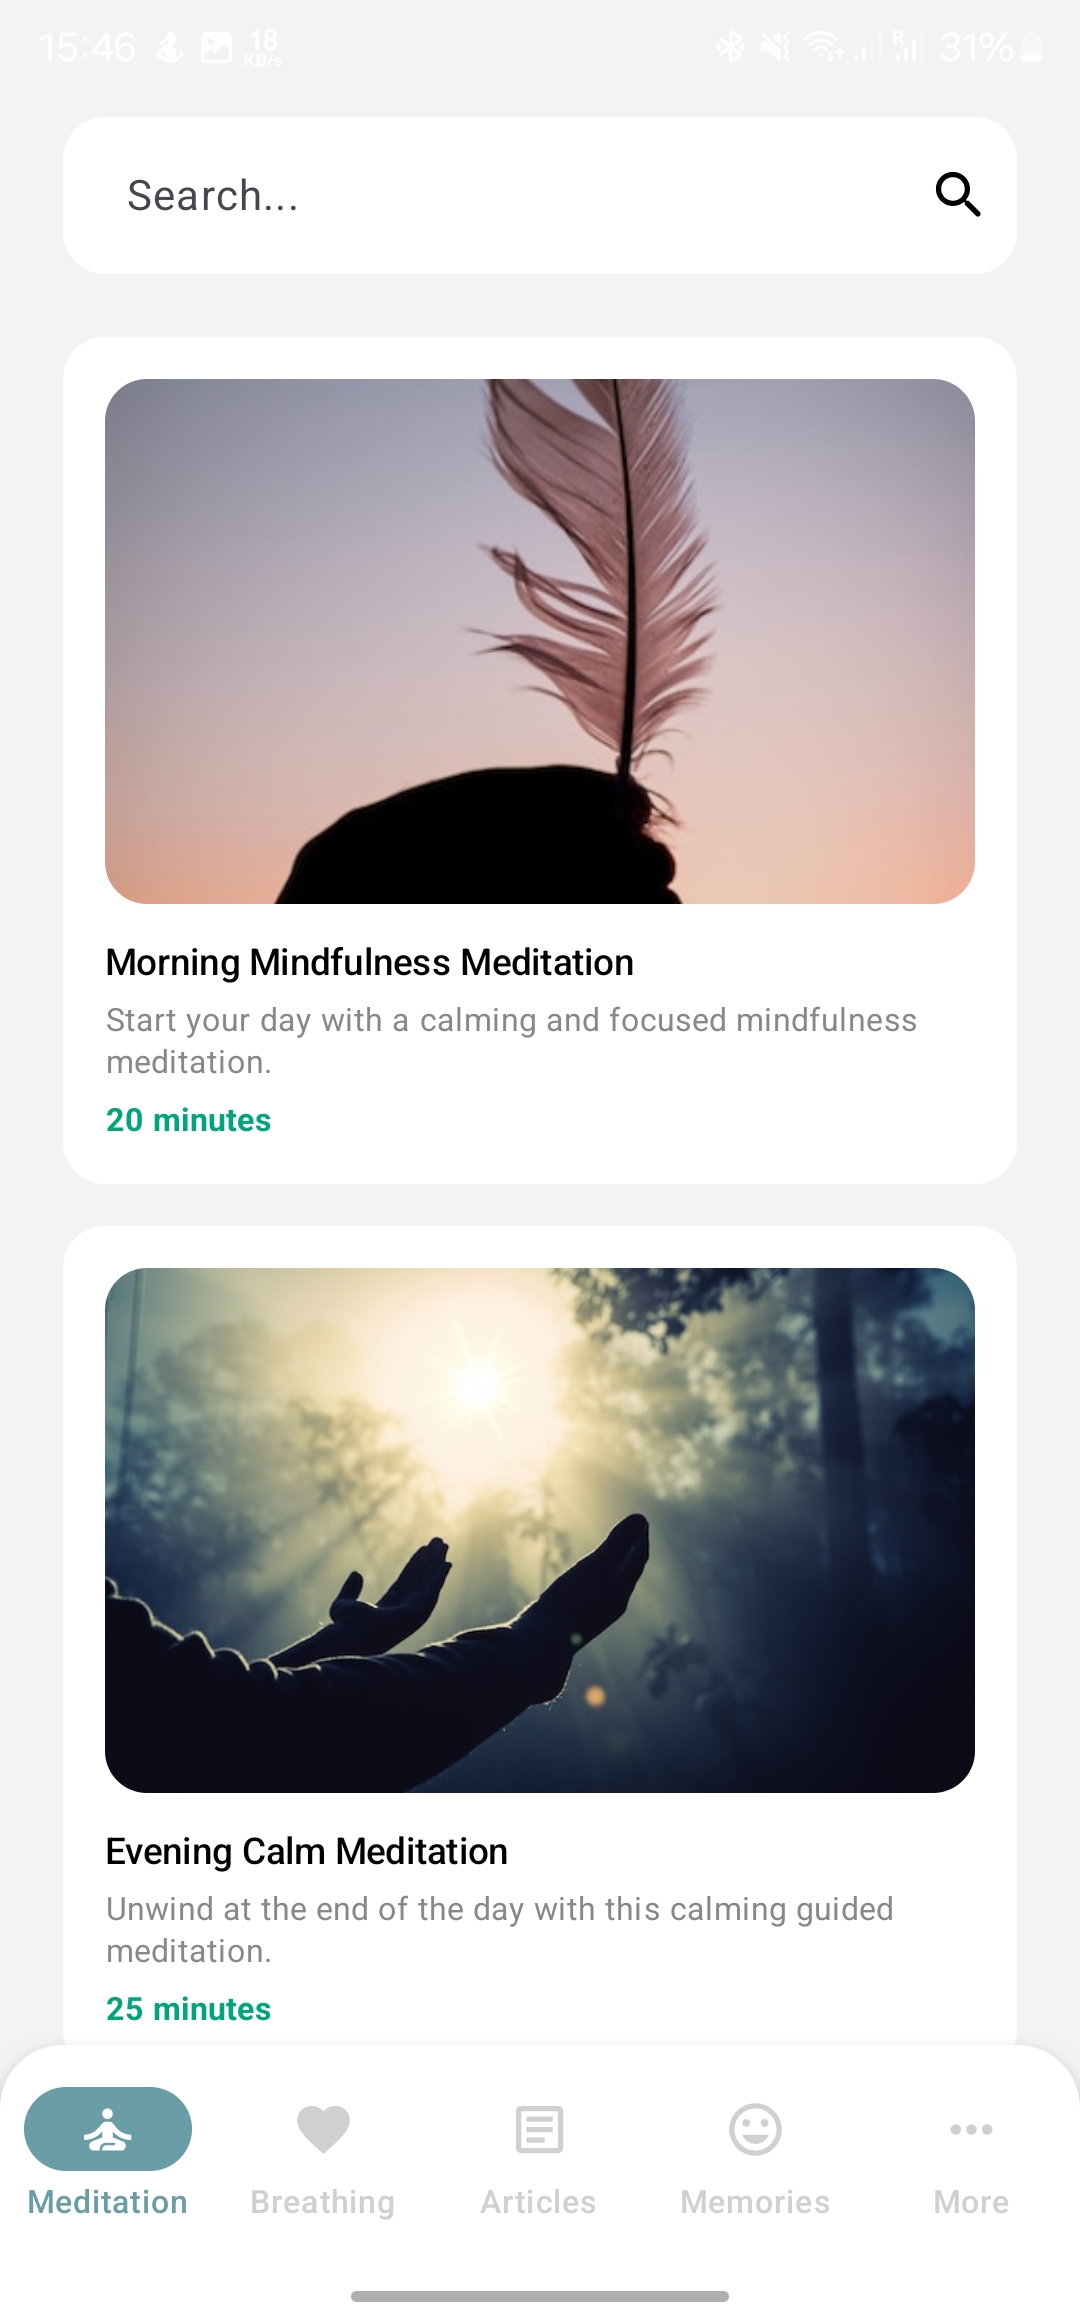 15:46 18 KB/s R 31%
Search...
Morning Mindfulness Meditation
Start your day with a calming and focused mindfulness
meditation.
20 minutes
Evening Calm Meditation
Unwind at the end of the day with this calming guided
meditation.
25 minutes
Meditation Breathing Articles Memories More